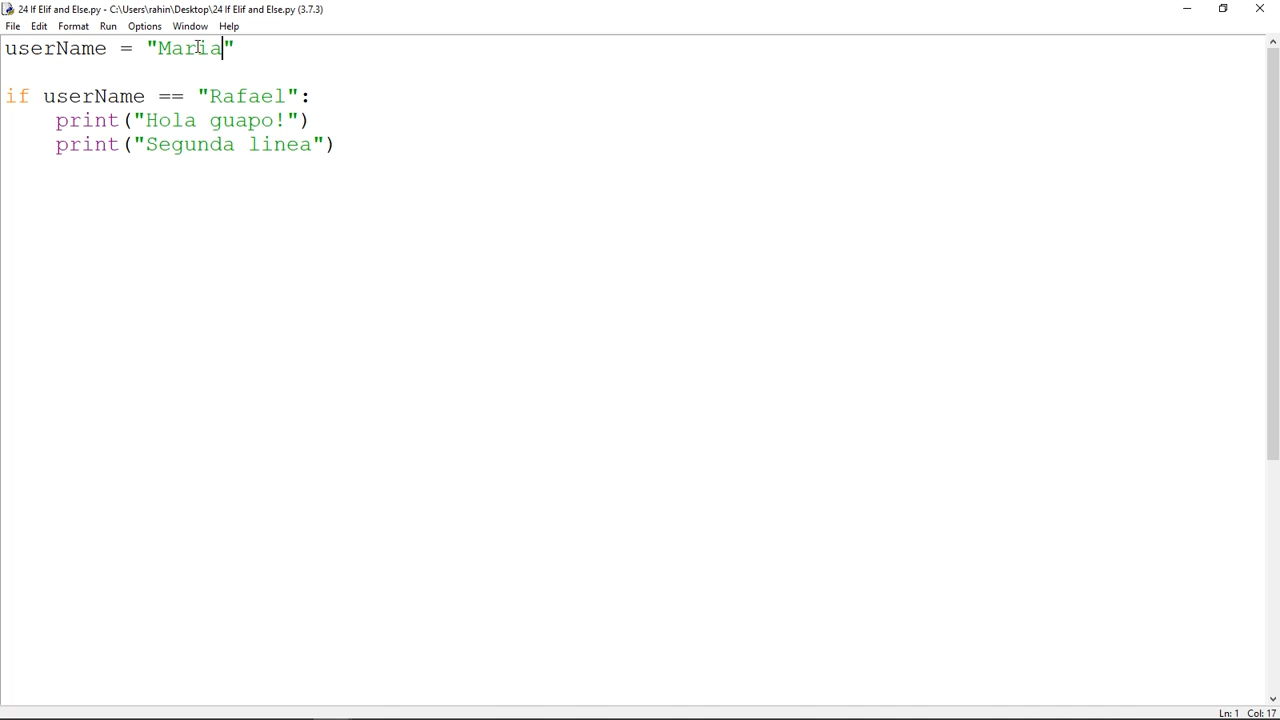 24 If Elif and Else.py - C:\Users\rahin\Desktop\24 If Elif and Else.py (3.7.3)
File Edit Format Run Options Window Help
userName = "Maria"
if userName == "Rafael":
    print("Hola guapo!")
    print("Segunda linea")
Ln: 1 Col: 17